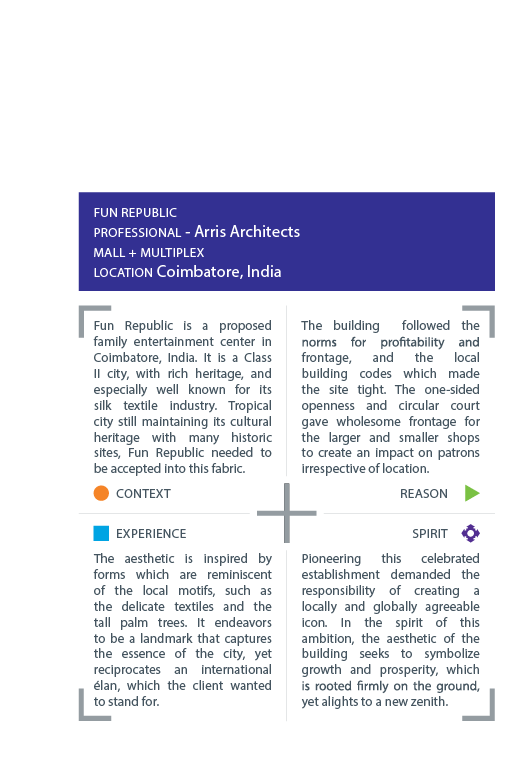 FUN REPUBLIC
PROFESSIONAL - Arris Architects
MALL + MULTIPLEX
LOCATION Coimbatore, India
Fun Republic is a proposed
family entertainment center in
Coimbatore, India. It is a Class
II city, with rich heritage, and
especially well known for its
silk textile industry. Tropical
city still maintaining its cultural
heritage with many historic
sites, Fun Republic needed to
be accepted into this fabric.
CONTEXT
The building followed the
norms for profitability and
frontage, and the local
building codes which made
the site tight. The one-sided
openness and circular court
gave wholesome frontage for
the larger and smaller shops
to create an impact on patrons
irrespective of location.
REASON
EXPERIENCE
The aesthetic is inspired by
forms which are reminiscent
of the local motifs, such as
the delicate textiles and the
tall palm trees. It endeavors
to be a landmark that captures
the essence of the city, yet
reciprocates an international
élan, which the client wanted
to stand for.
SPIRIT
Pioneering this celebrated
establishment demanded the
responsibility of creating a
locally and globally agreeable
icon. In the spirit of this
ambition, the aesthetic of the
building seeks to symbolize
growth and prosperity, which
is rooted firmly on the ground,
yet alights to a new zenith.